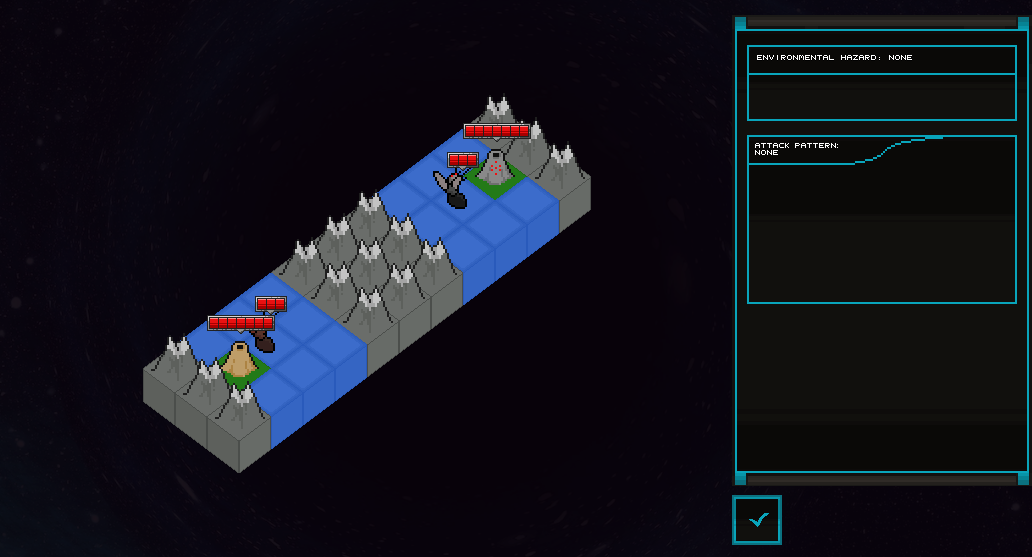 ENVIRONMENTAL HAZARD: NONE
ATTACK PATTERN:
NONE